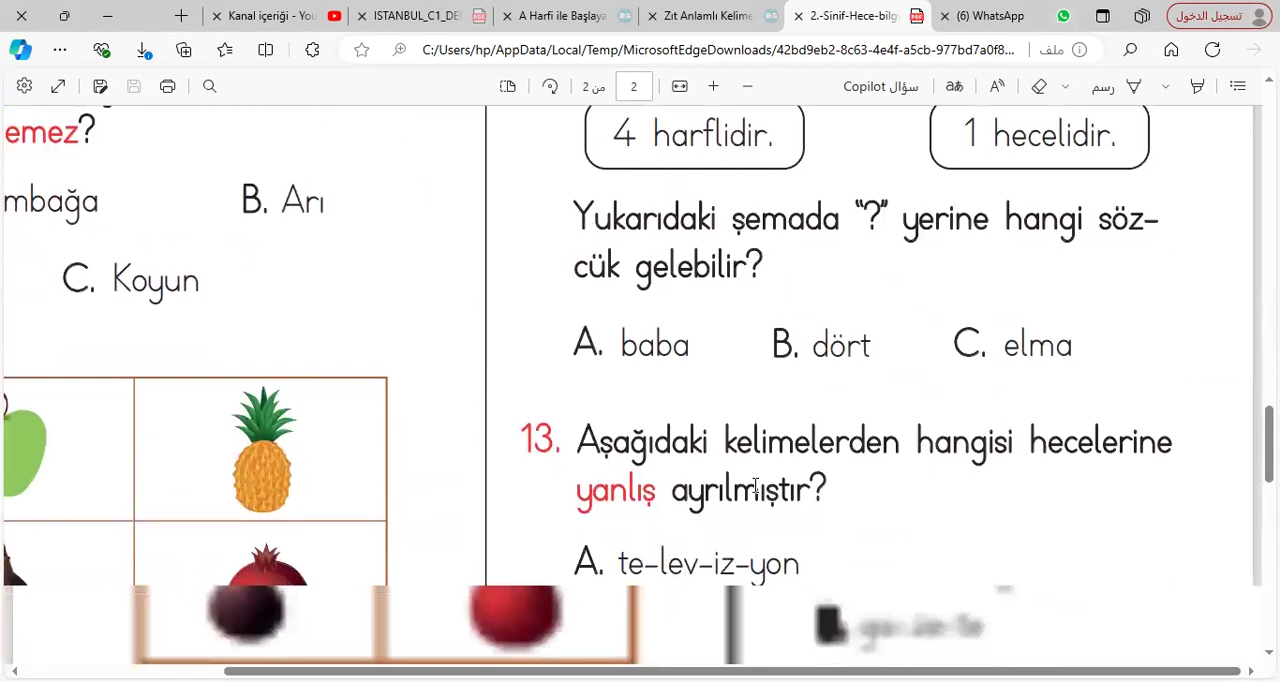 Kanal içeriği - You
ISTANBUL_C1_DE
A Harfi ile Başlaya
Zıt Anlamlı Kelime
2.-Sinif-Hece-bilg
(6) WhatsApp
تسجيل الدخول
C:/Users/hp/AppData/Local/Temp/MicrosoftEdgeDownloads/42bd9eb2-8c63-4e4f-a5cb-977bd7a0f8...
ملف
من 2
2
سؤال Copilot
رسم
emez?
mbağa
B. Arı
C. Koyun
4 harflidir.
1 hecelidir.
Yukarıdaki şemada "?" yerine hangi söz-
cük gelebilir?
A. baba B. dört C. elma
13. Aşağıdaki kelimelerden hangisi hecelerine
yanlış ayrılmıştır?
A. te-lev-iz-yon